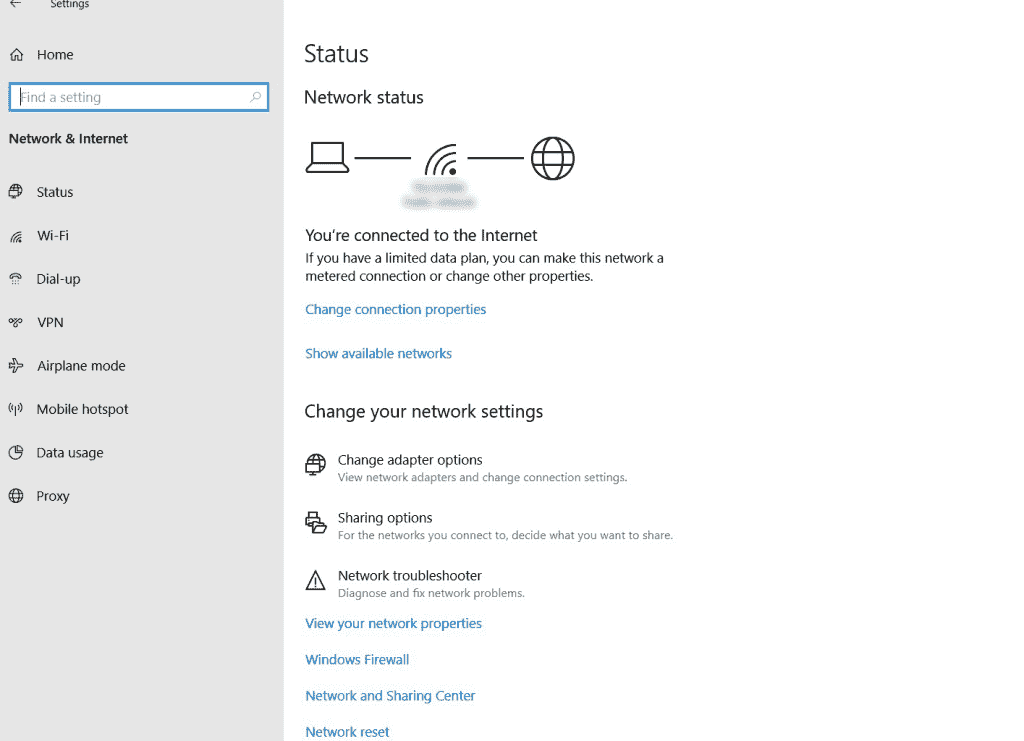 Settings
Home
Find a setting
Network & Internet
Status
Wi-Fi
Dial-up
VPN
Airplane mode
Mobile hotspot
Data usage
Proxy
Status
Network status
You're connected to the Internet
If you have a limited data plan, you can make this network a
metered connection or change other properties.
Change connection properties
Show available networks
Change your network settings
Change adapter options
View network adapters and change connection settings.
Sharing options
For the networks you connect to, decide what you want to share.
Network troubleshooter
Diagnose and fix network problems.
View your network properties
Windows Firewall
Network and Sharing Center
Network reset